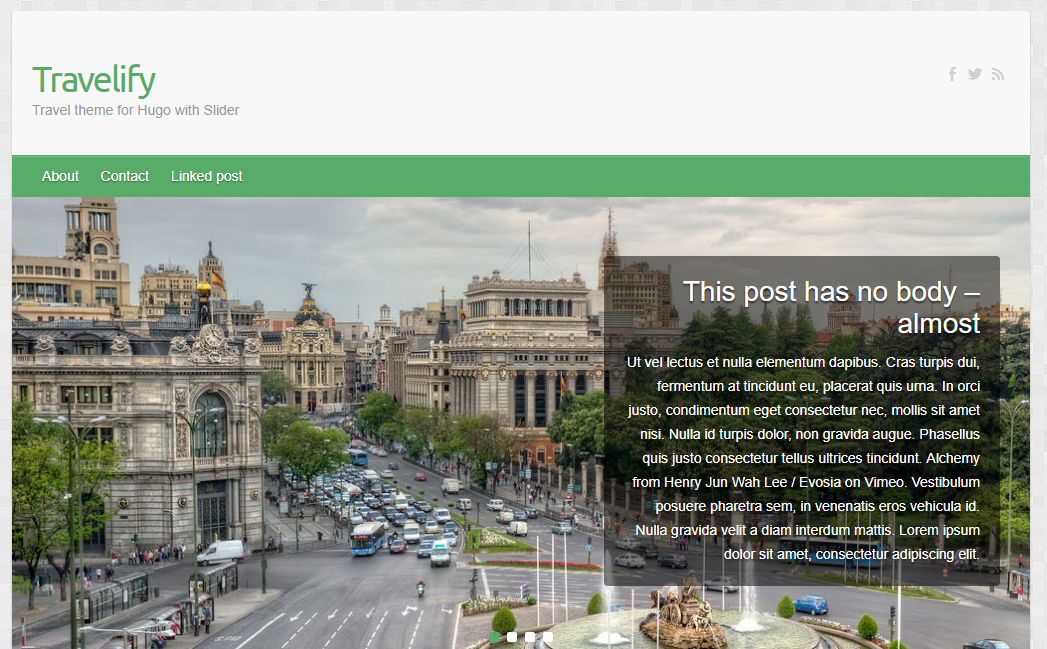 Travelify
Travel theme for Hugo with Slider
About Contact Linked post
This post has no body –
almost
Ut vel lectus et nulla elementum dapibus. Cras turpis dui,
fermentum at tincidunt eu, placerat quis urna. In orci
justo, condimentum eget consectetur nec, mollis sit amet
nisi. Nulla id turpis dolor, non gravida augue. Phasellus
quis justo consectetur tellus ultrices tincidunt. Alchemy
from Henry Jun Wah Lee / Evosia on Vimeo. Vestibulum
posuere pharetra sem, in venenatis eros vehicula id.
Nulla gravida velit a diam interdum mattis. Lorem ipsum
dolor sit amet, consectetur adipiscing elit.